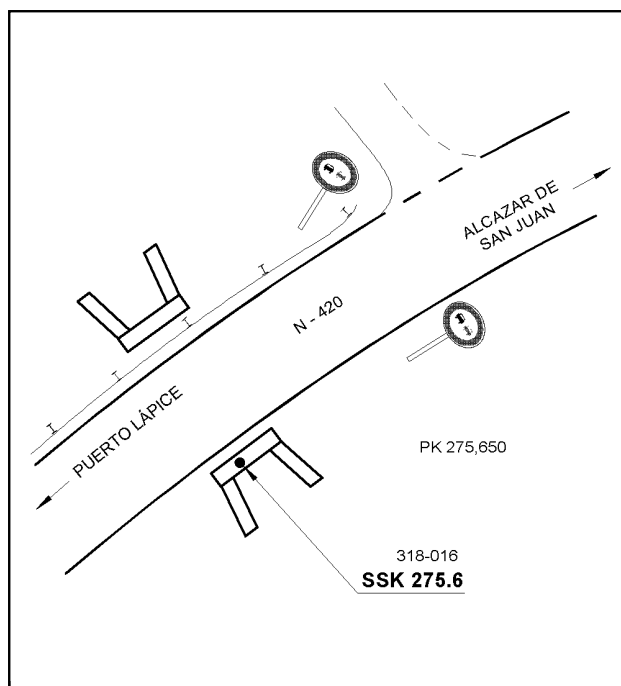 ALCAZAR DE
SAN JUAN
N - 420
PUERTO LÁPICE
PK 275,650
318-016
SSK 275.6